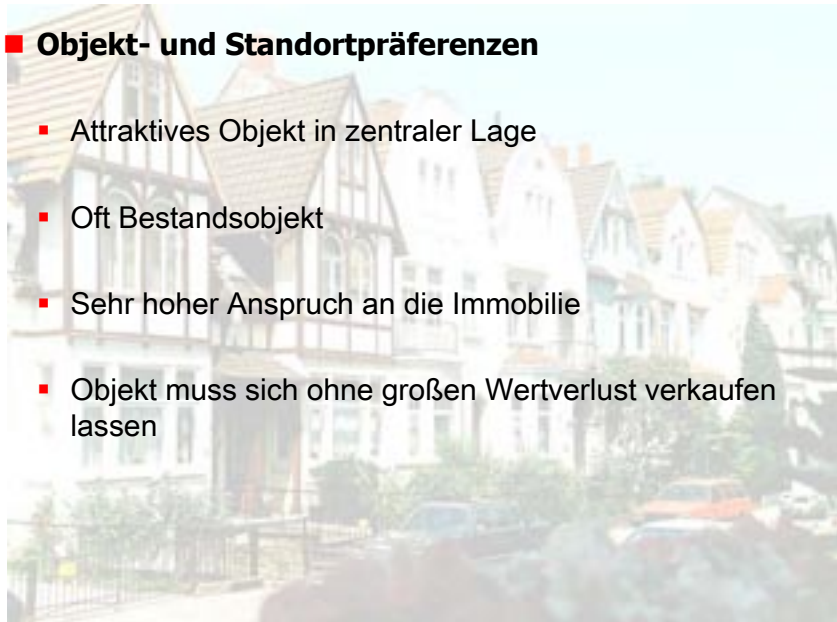 Objekt- und Standortpräferenzen
Attraktives Objekt in zentraler Lage
Oft Bestandsobjekt
Sehr hoher Anspruch an die Immobilie
Objekt muss sich ohne großen Wertverlust verkaufen
lassen